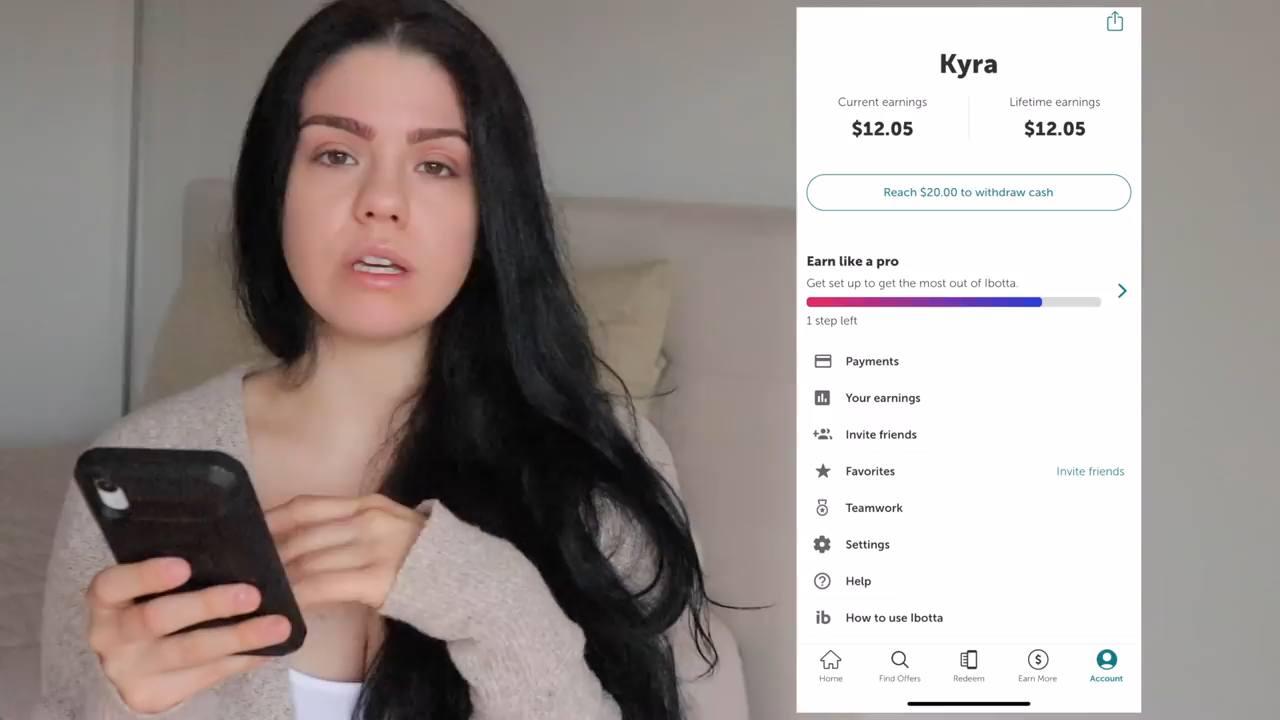 Kyra
Current earnings
Lifetime earnings
$12.05
$12.05
Reach $20.00 to withdraw cash
Earn like a pro
Get set up to get the most out of Ibotta.
1 step left
Payments
Your earnings
Invite friends
Favorites
Invite friends
Teamwork
Settings
Help
ib
How to use Ibotta
Home
Find Offers
Redeem
Earn More
Account